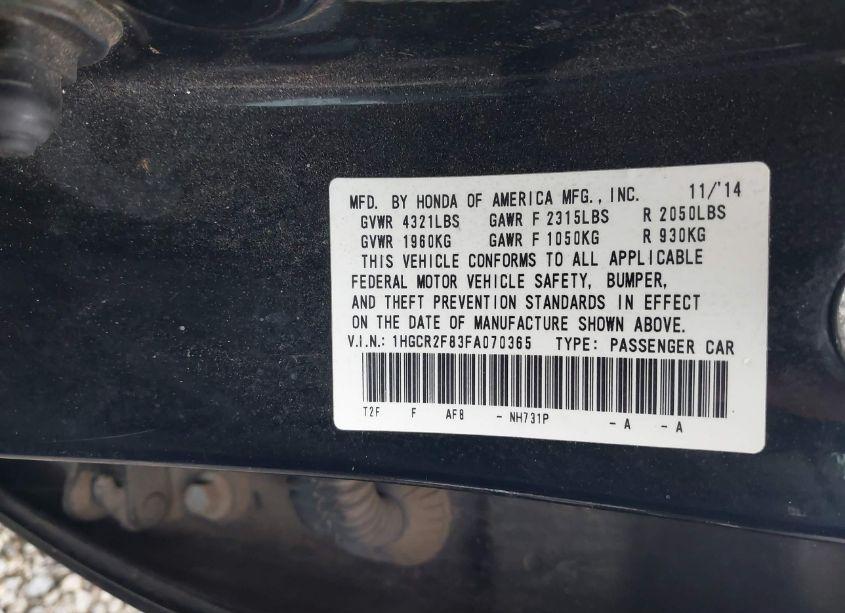 MFD. BY HONDA OF AMERICA MFG., INC. 11/'14
GVWR 4321LBS GAWR F 2315LBS R 2050LBS
GVWR 1960KG GAWR F 1050KG R 930KG
THIS VEHICLE CONFORMS TO ALL APPLICABLE
FEDERAL MOTOR VEHICLE SAFETY, BUMPER,
AND THEFT PREVENTION STANDARDS IN EFFECT
ON THE DATE OF MANUFACTURE SHOWN ABOVE.
V.I.N.: 1HGCR2F83FA070365 TYPE: PASSENGER CAR
T2F F AF8 - NH731P - A - A